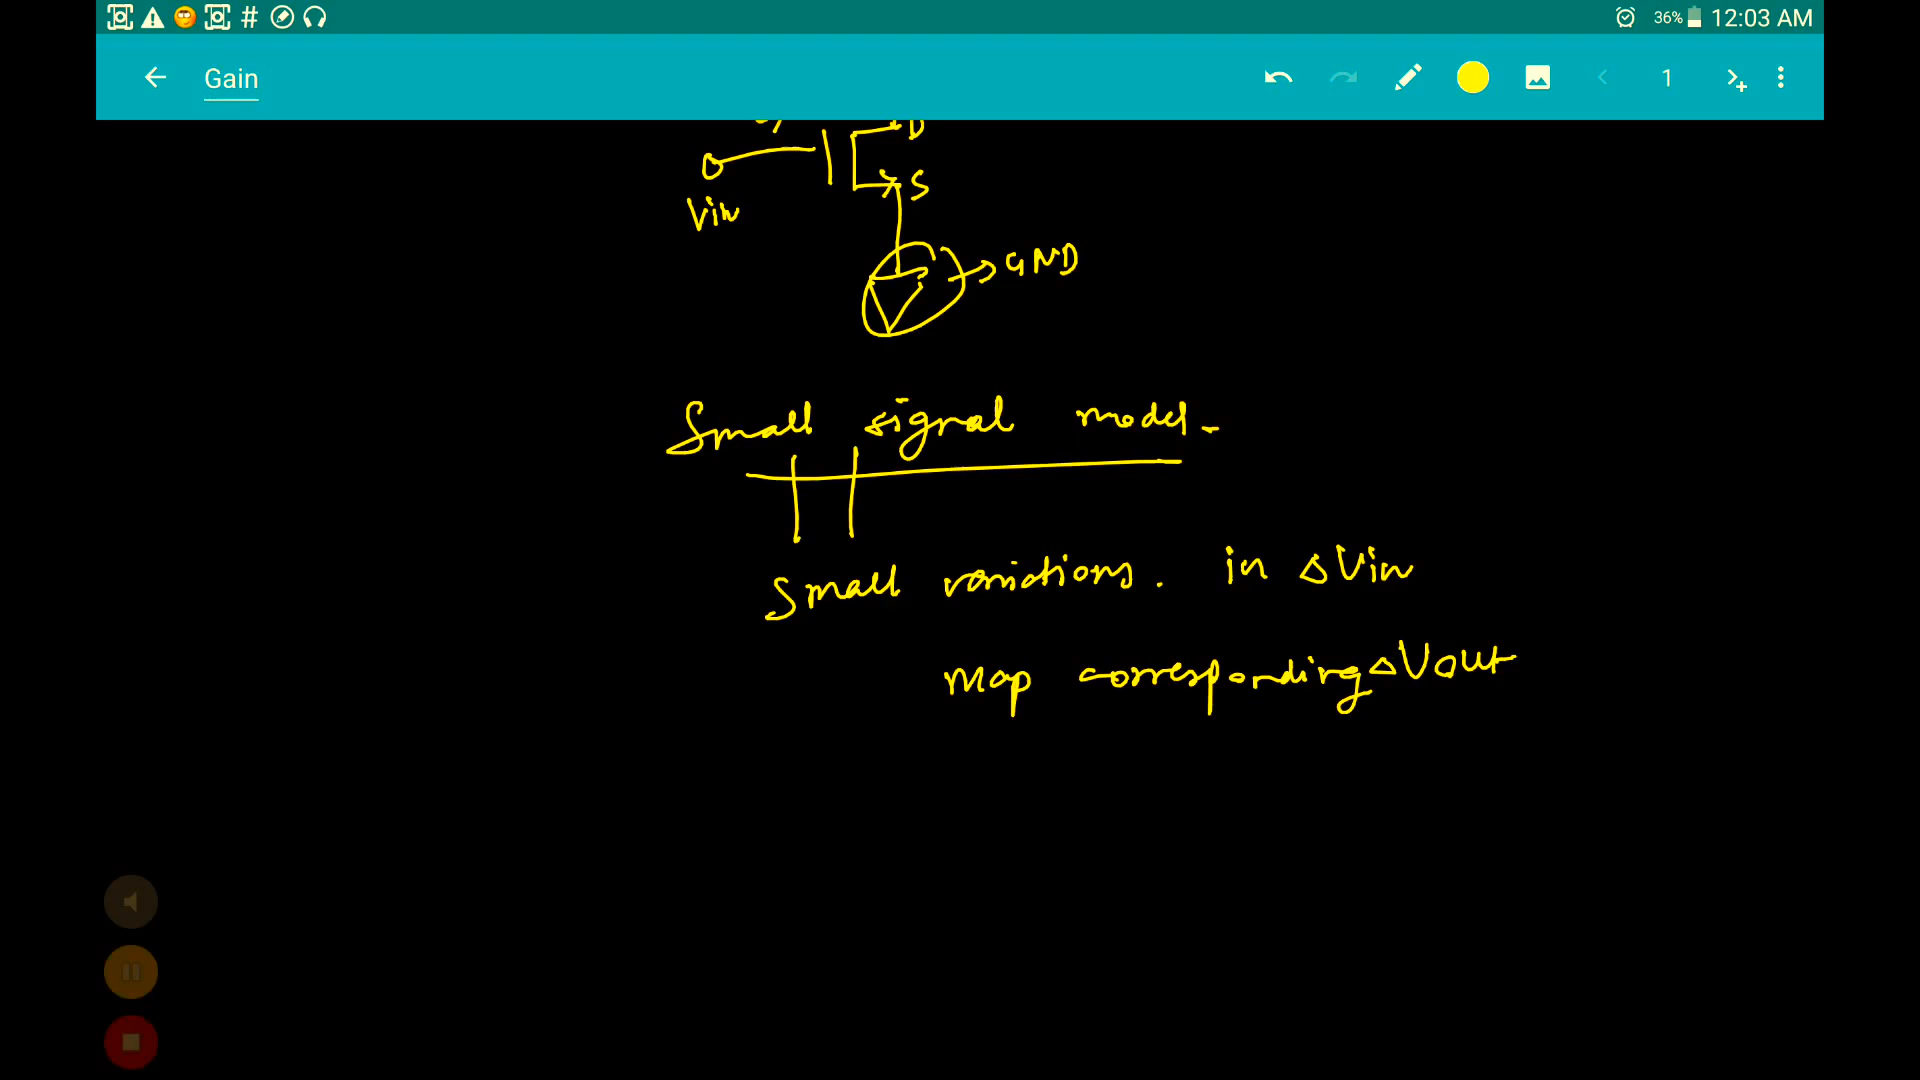 # 36% 12:03 AM
Gain 1
D
S
Vin
GND
Small signal model.
Small variations. in ΔVin
Map corresponding ΔVout